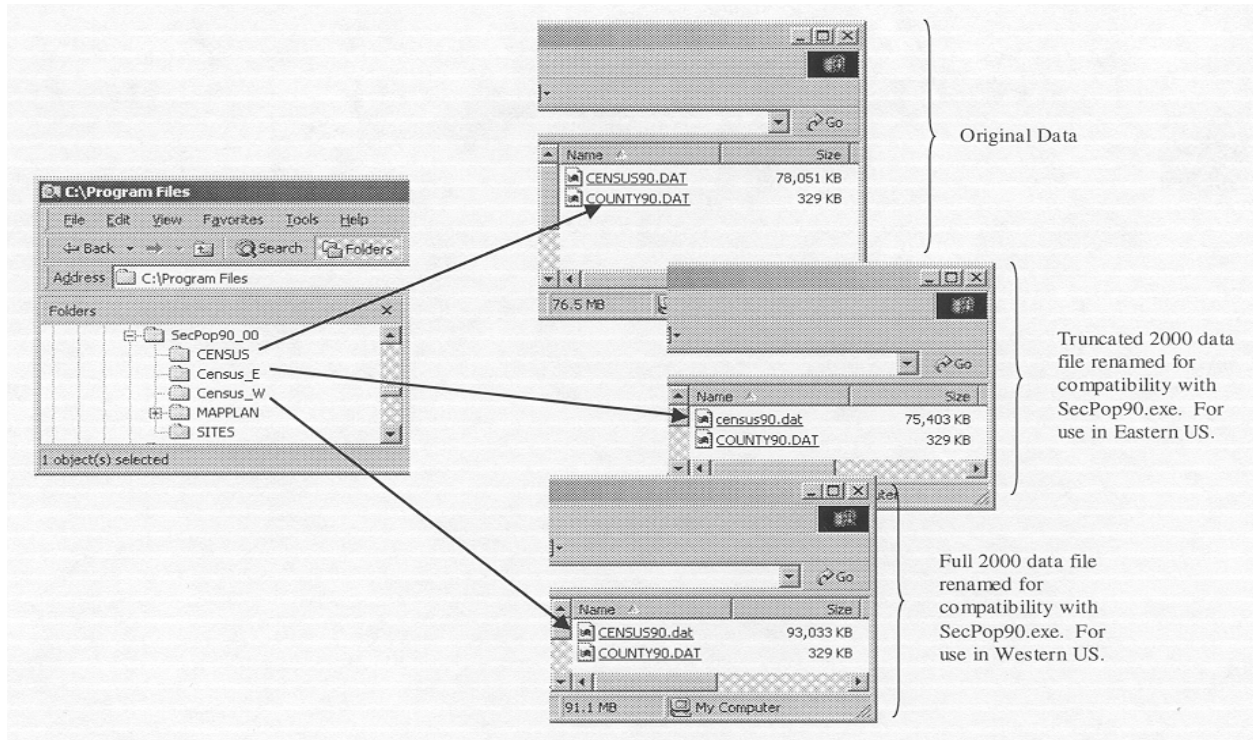 C:\Program Files
File Edit View Favorites Tools Help
Back Search Folders
Address C:\Program Files
Folders
SecPop90_00
CENSUS
Census_E
Census_W
MAPPLAN
SITES
1 object(s) selected
Go
Name Size
CENSUS90.DAT 78,051 KB
COUNTY90.DAT 329 KB
76.5 MB
Original Data
Go
Name Size
census90.dat 75,403 KB
COUNTY90.DAT 329 KB
Truncated 2000 data
file renamed for
compatibility with
SecPop90.exe. For
use in Eastern US.
Go
Name Size
CENSUS90.dat 93,033 KB
COUNTY90.DAT 329 KB
91.1 MB My Computer
Full 2000 data file
renamed for
compatibility with
SecPop90.exe. For
use in Western US.